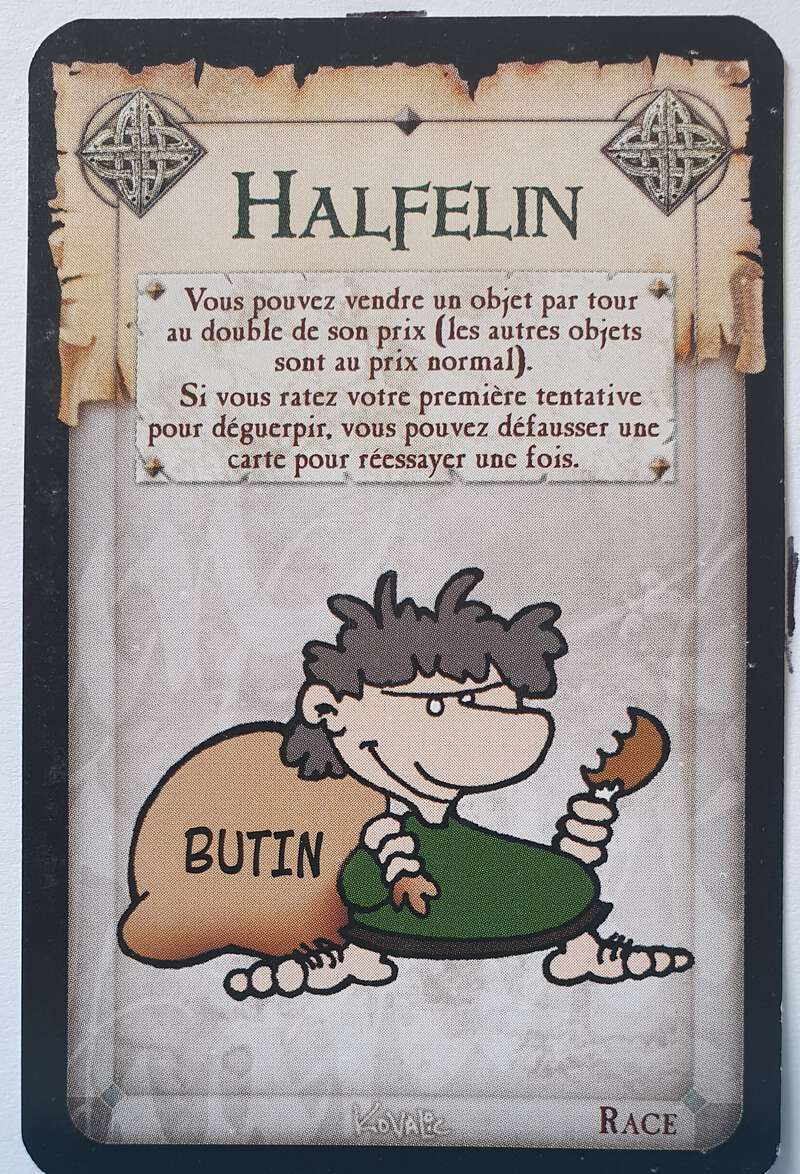 HALFELIN
Vous pouvez vendre un objet par tour
au double de son prix (les autres objets
sont au prix normal).
Si vous ratez votre première tentative
pour déguerpir, vous pouvez défausser une
carte pour réessayer une fois.
BUTIN
KOVALIC
RACE